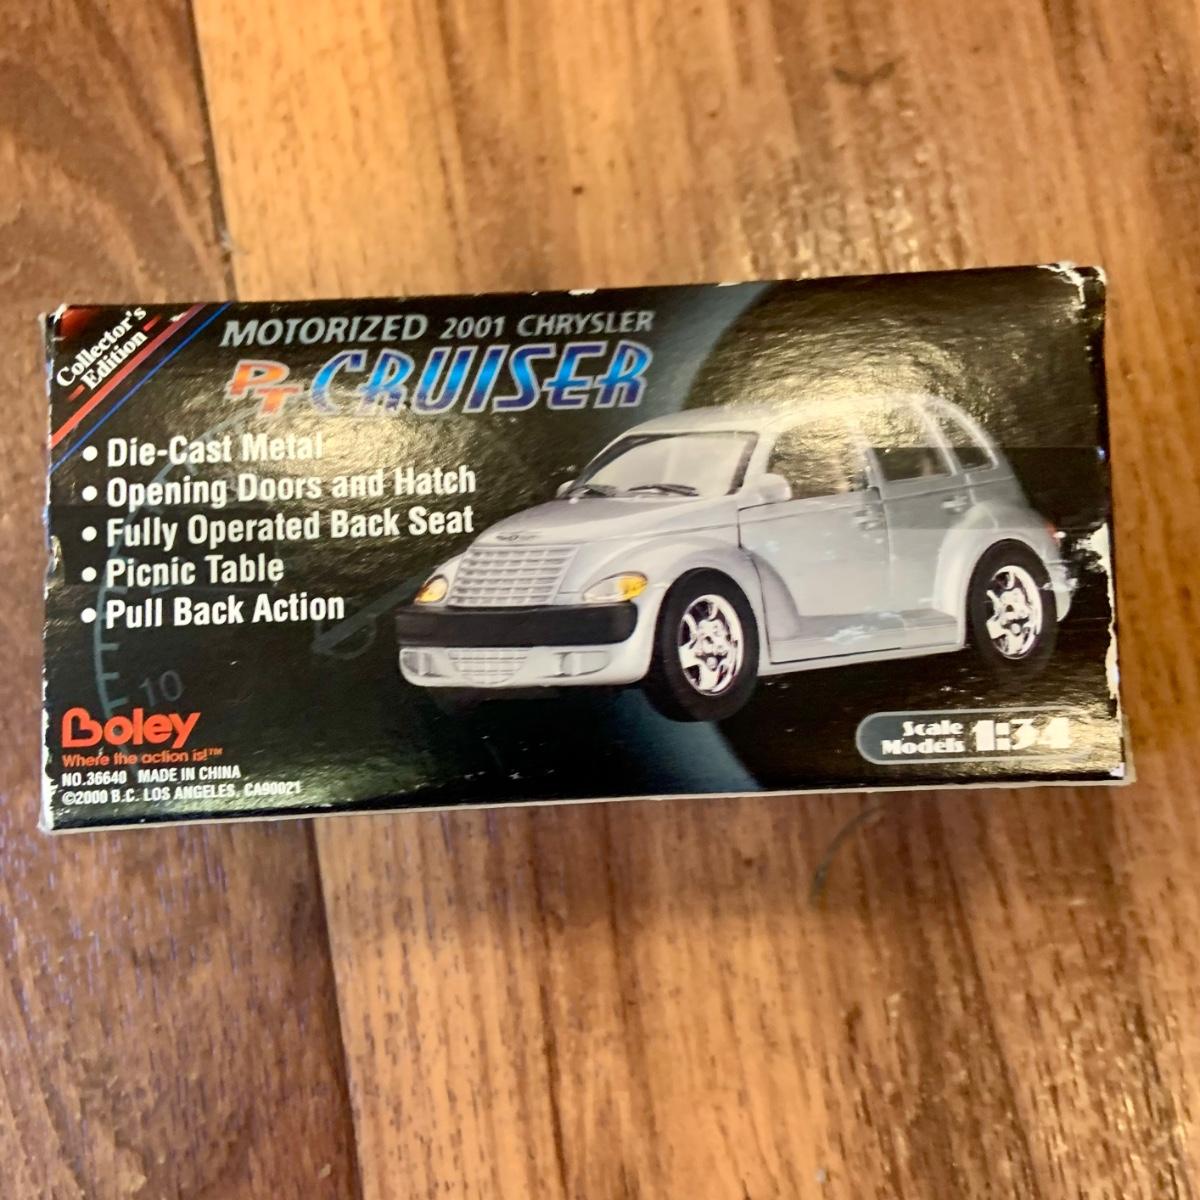 Collector's
Edition
MOTORIZED 2001 CHRYSLER
PT CRUISER
• Die-Cast Metal
• Opening Doors and Hatch
• Fully Operated Back Seat
• Picnic Table
• Pull Back Action
10
Boley
Where the action is!™
NO.36640 MADE IN CHINA
©2000 B.C. LOS ANGELES, CA90021
Scale
Models 1:34